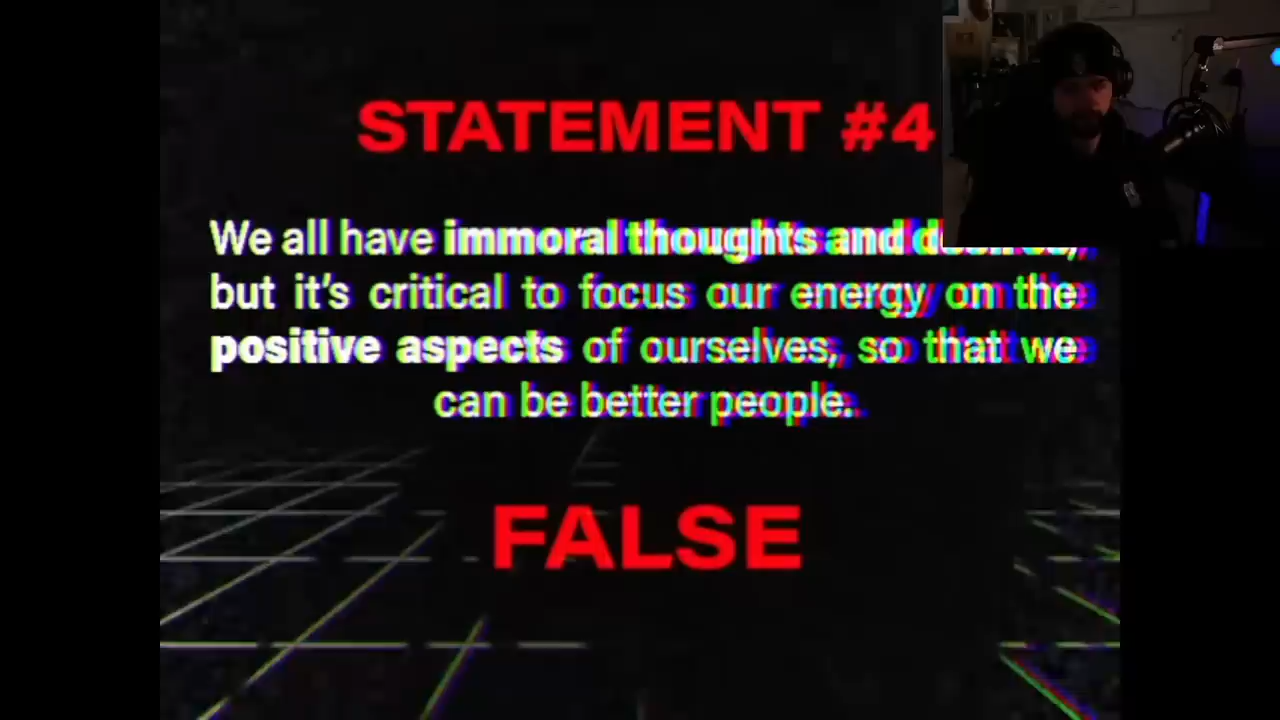 STATEMENT #4
We all have immoral thoughts and
but it's critical to focus our energy on the
positive aspects of ourselves, so that we
can be better people.
FALSE